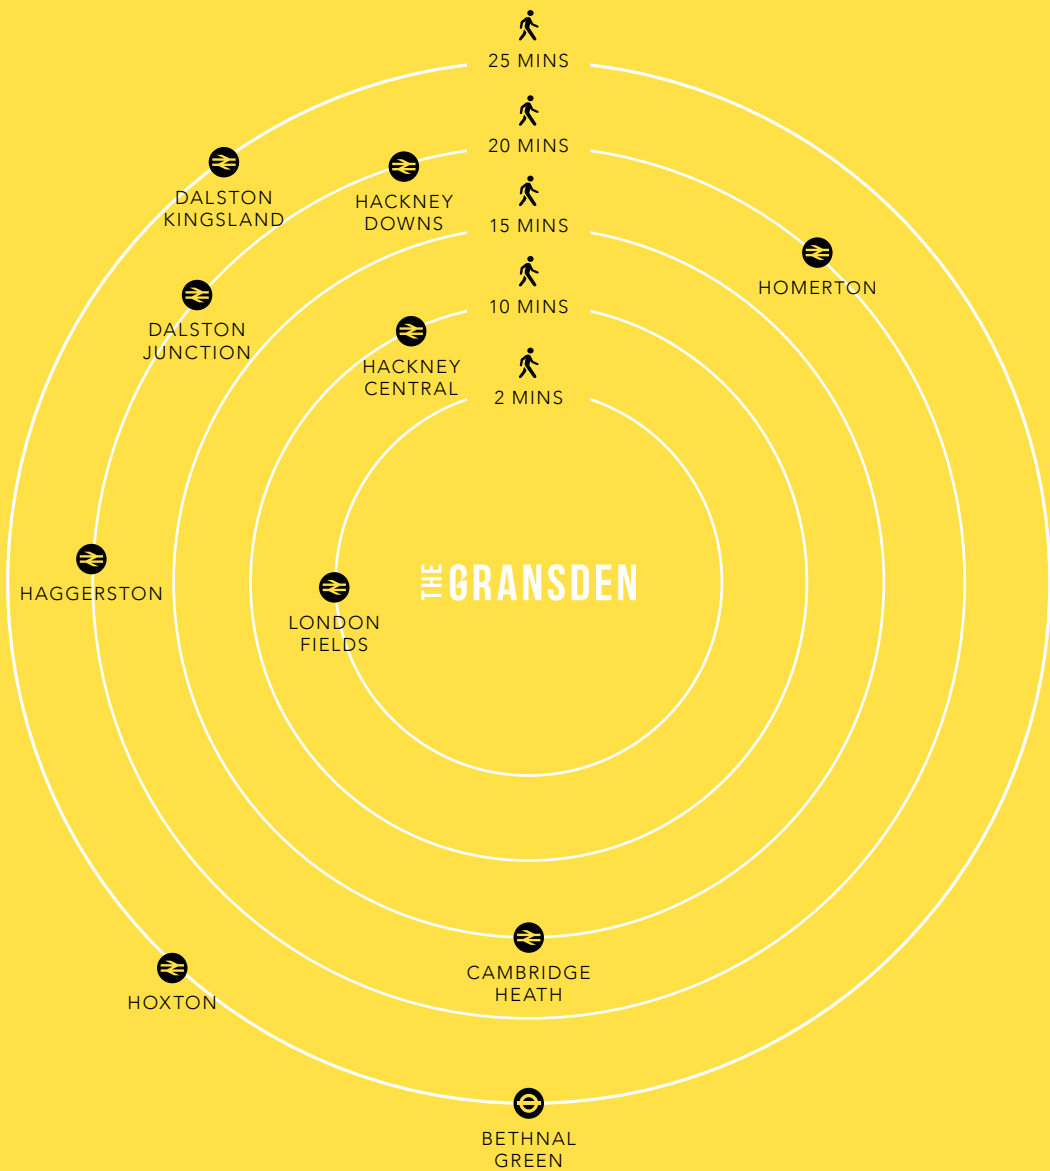 25 MINS
20 MINS
DALSTON
KINGSLAND
HACKNEY
DOWNS
15 MINS
HOMERTON
10 MINS
DALSTON
JUNCTION
HACKNEY
CENTRAL
2 MINS
THE GRANSDEN
HAGGERSTON
LONDON
FIELDS
CAMBRIDGE
HEATH
HOXTON
BETHNAL
GREEN